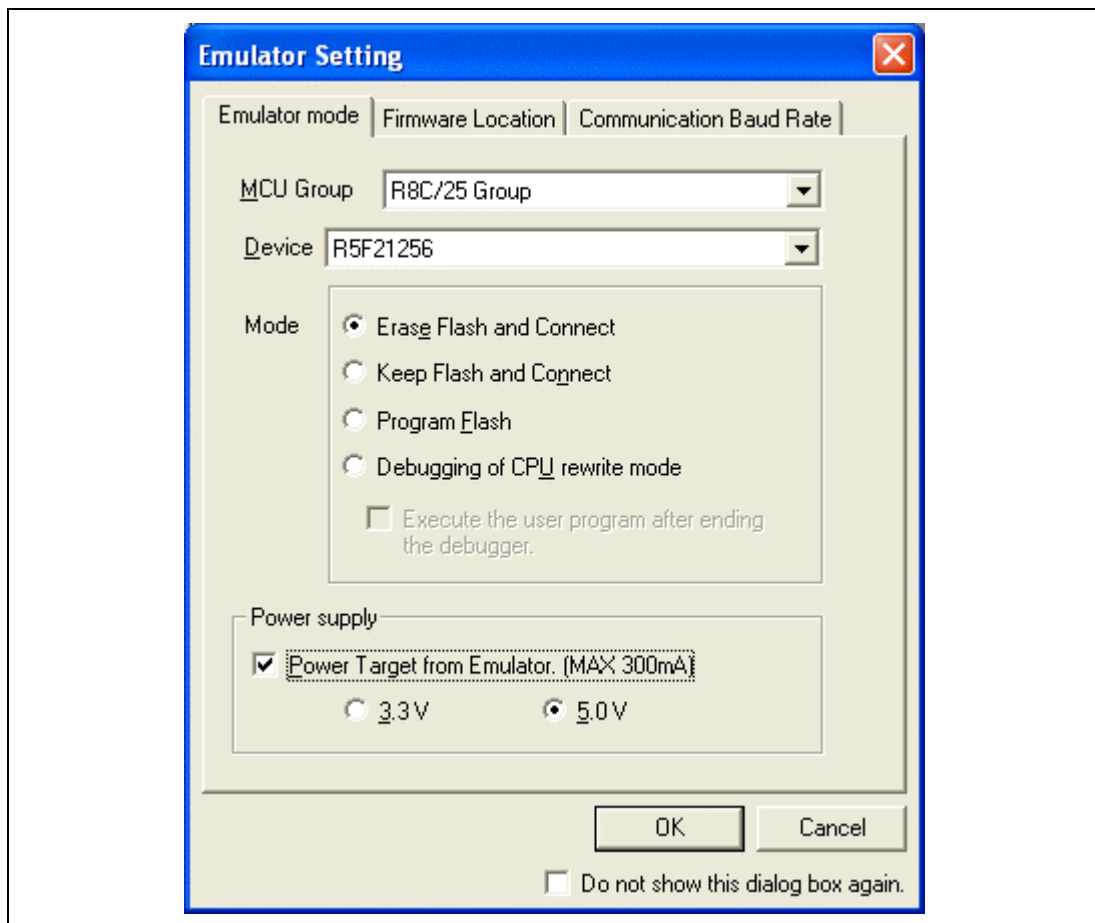 Emulator Setting
Emulator mode
Firmware Location
Communication Baud Rate
MCU Group
R8C/25 Group
Device
R5F21256
Mode
Erase Flash and Connect
Keep Flash and Connect
Program Flash
Debugging of CPU rewrite mode
Execute the user program after ending
the debugger.
Power supply
Power Target from Emulator. (MAX 300mA)
3.3 V
5.0 V
OK
Cancel
Do not show this dialog box again.